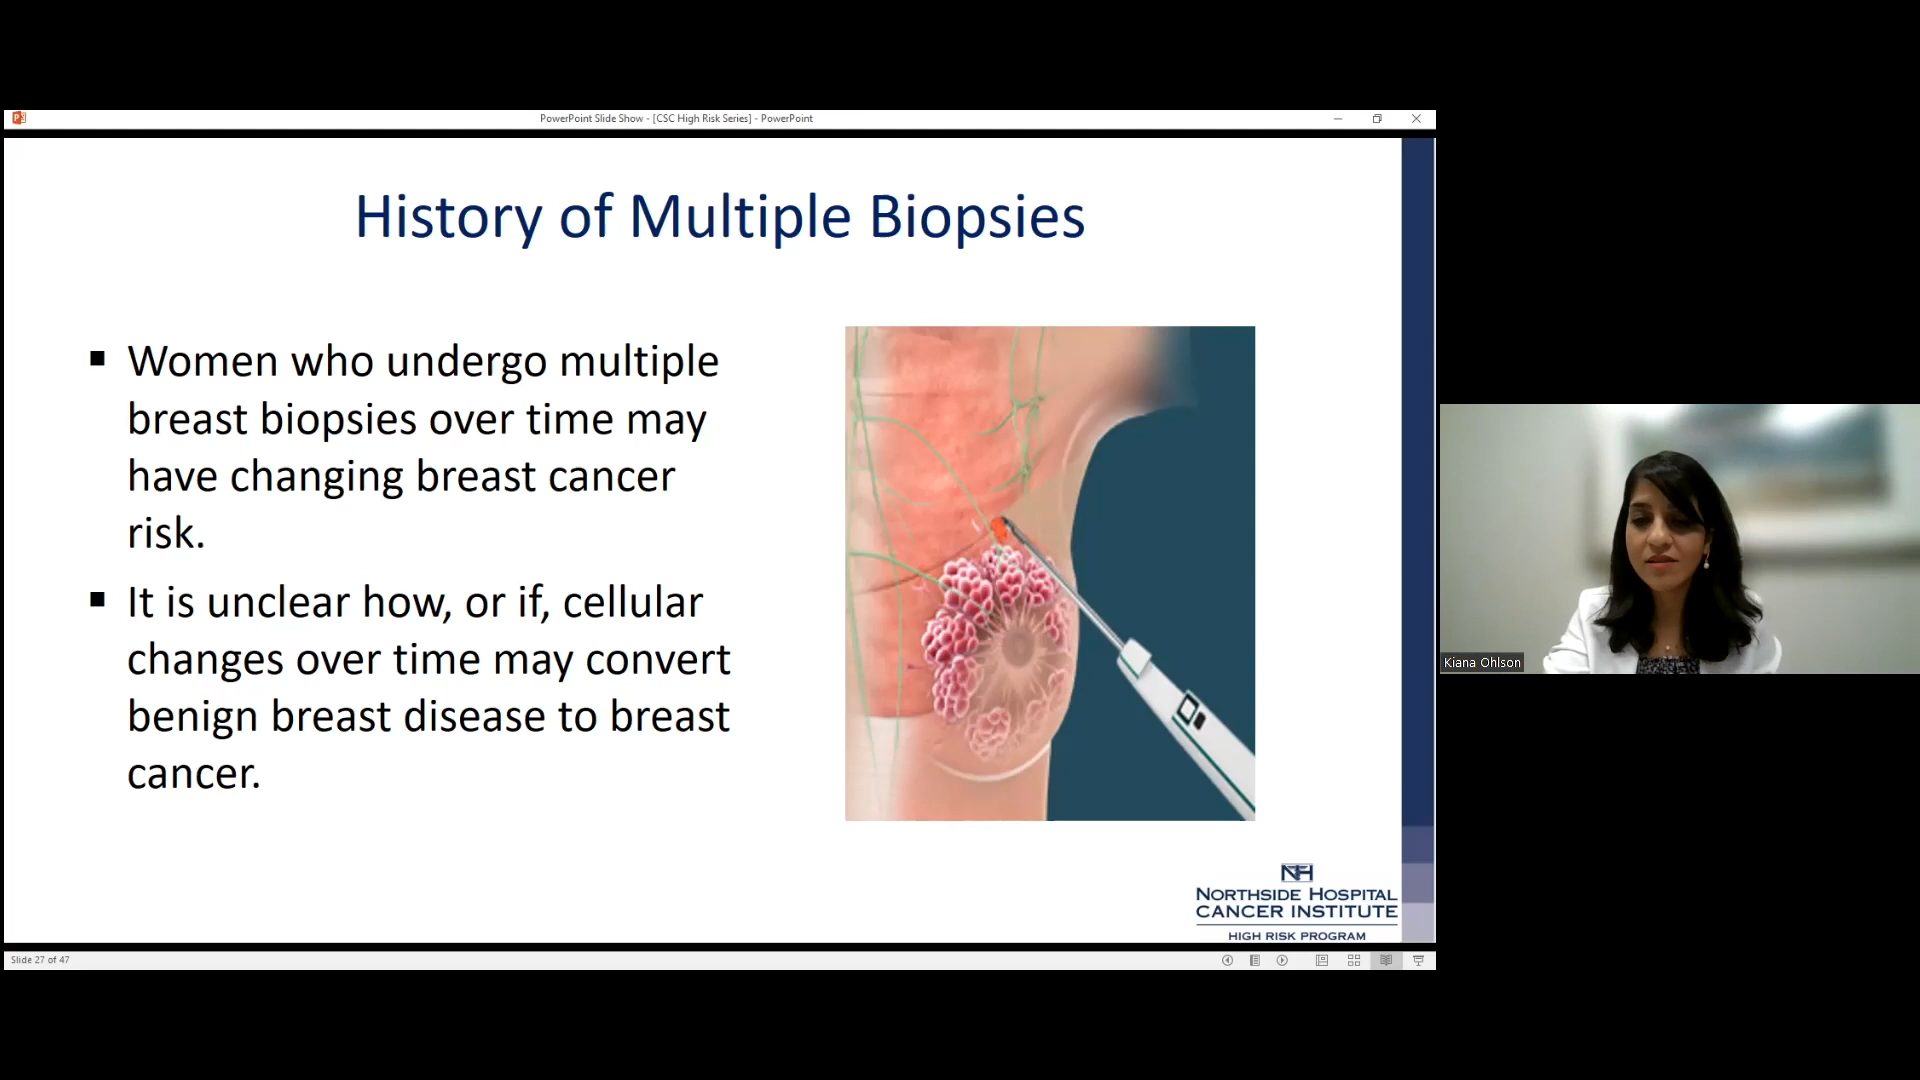 PowerPoint Slide Show - [CSC High Risk Series] - PowerPoint
History of Multiple Biopsies
Women who undergo multiple
breast biopsies over time may
have changing breast cancer
risk.
It is unclear how, or if, cellular
changes over time may convert
benign breast disease to breast
cancer.
Kiana Ohlson
NH
NORTHSIDE HOSPITAL
CANCER INSTITUTE
HIGH RISK PROGRAM
Slide 27 of 47